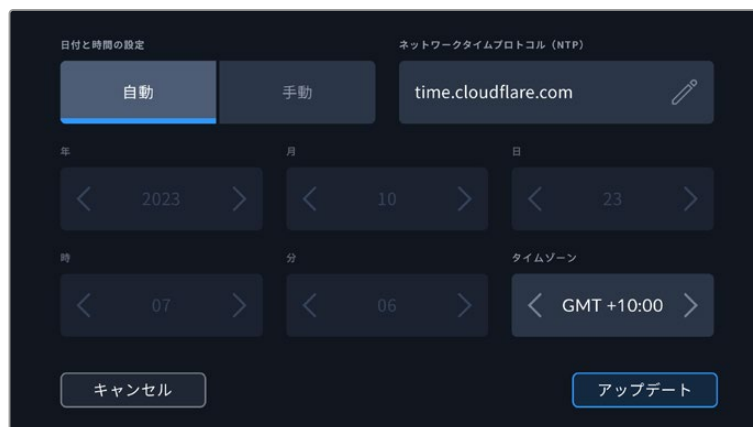 日付と時間の設定
ネットワークタイムプロトコル（NTP）
自動
手動
time.cloudflare.com
年
月
日
2023
10
23
時
分
タイムゾーン
07
06
GMT +10:00
キャンセル
アップデート